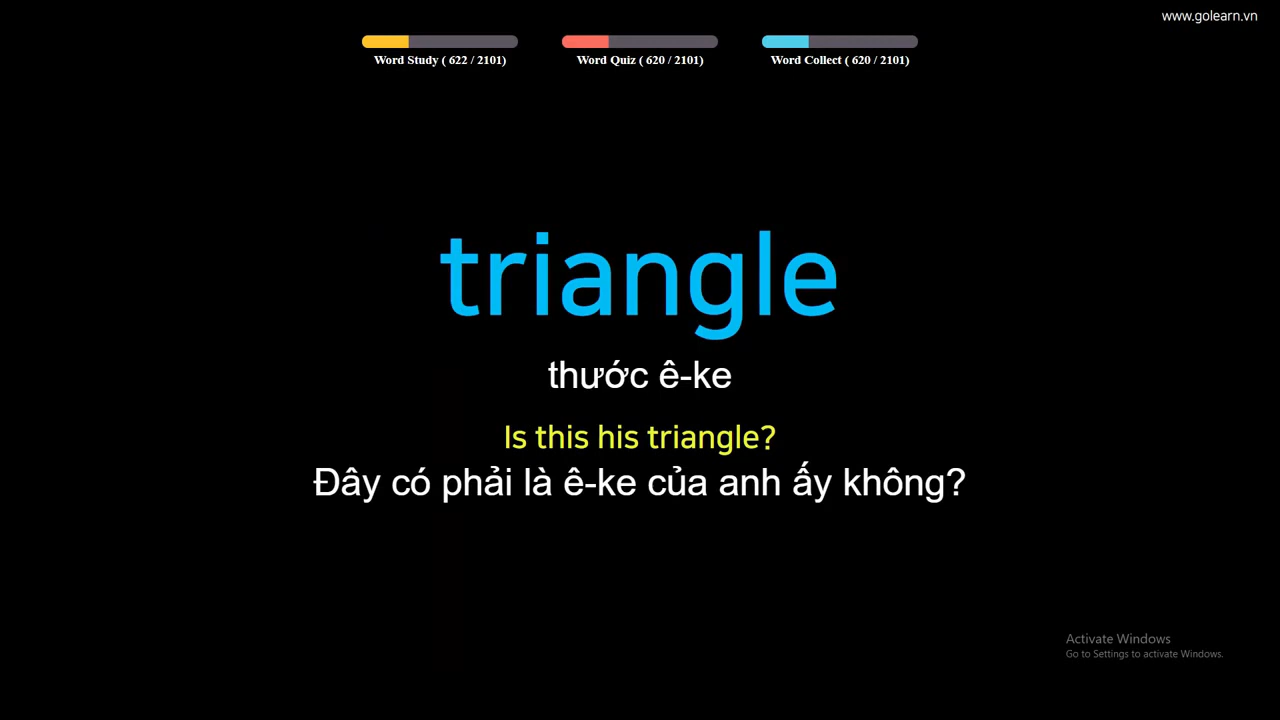 www.golearn.vn
Word Study ( 622 / 2101) Word Quiz ( 620 / 2101) Word Collect ( 620 / 2101)
triangle
thước ê-ke
Is this his triangle?
Đây có phải là ê-ke của anh ấy không?
Activate Windows
Go to Settings to activate Windows.